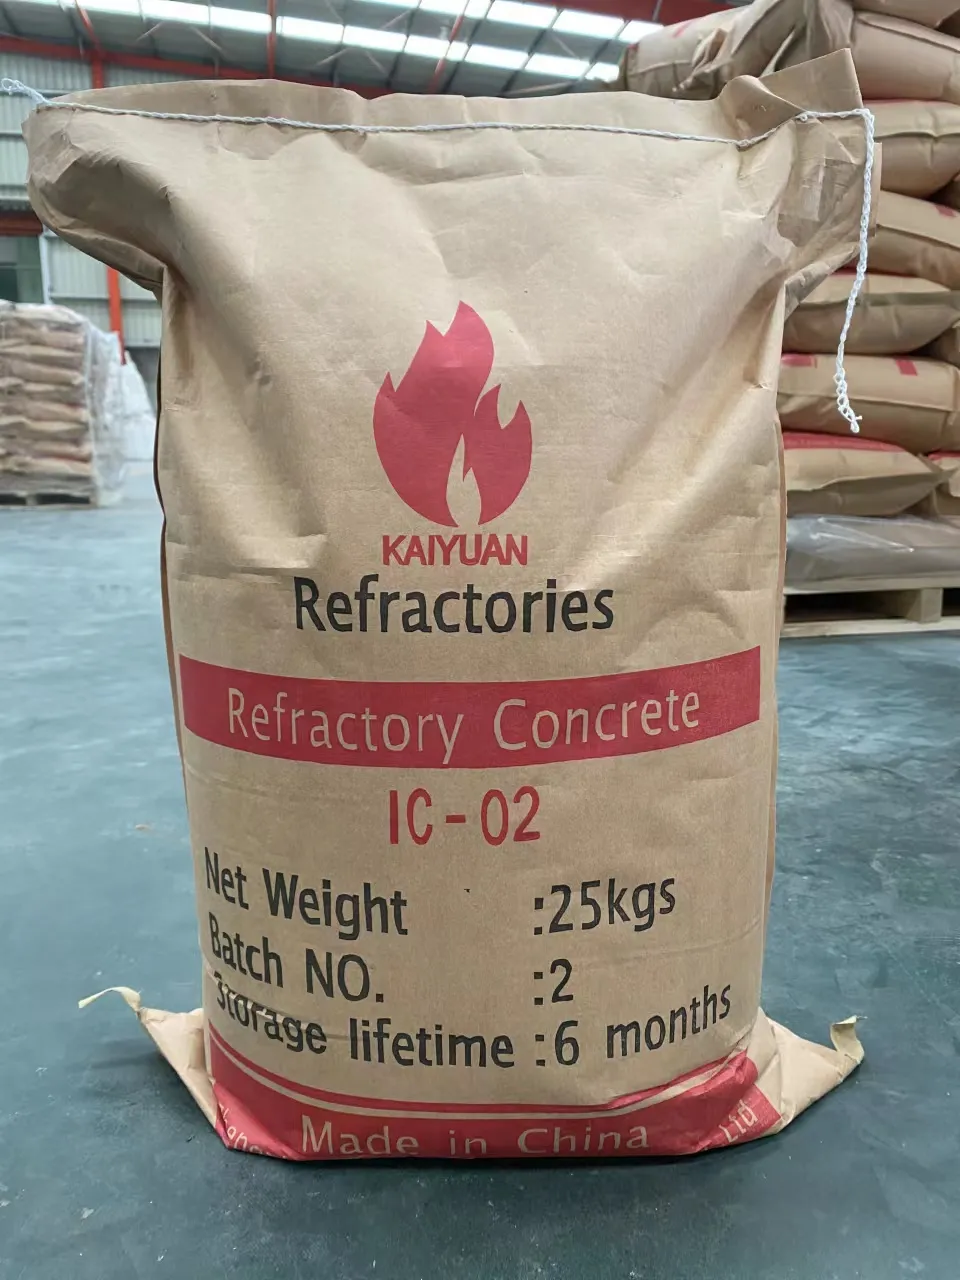 KAIYUAN
Refractories
Refractory Concrete
IC-02
Net Weight :25kgs
Batch NO. :2
Storage lifetime :6 months
Made in China
Ltd